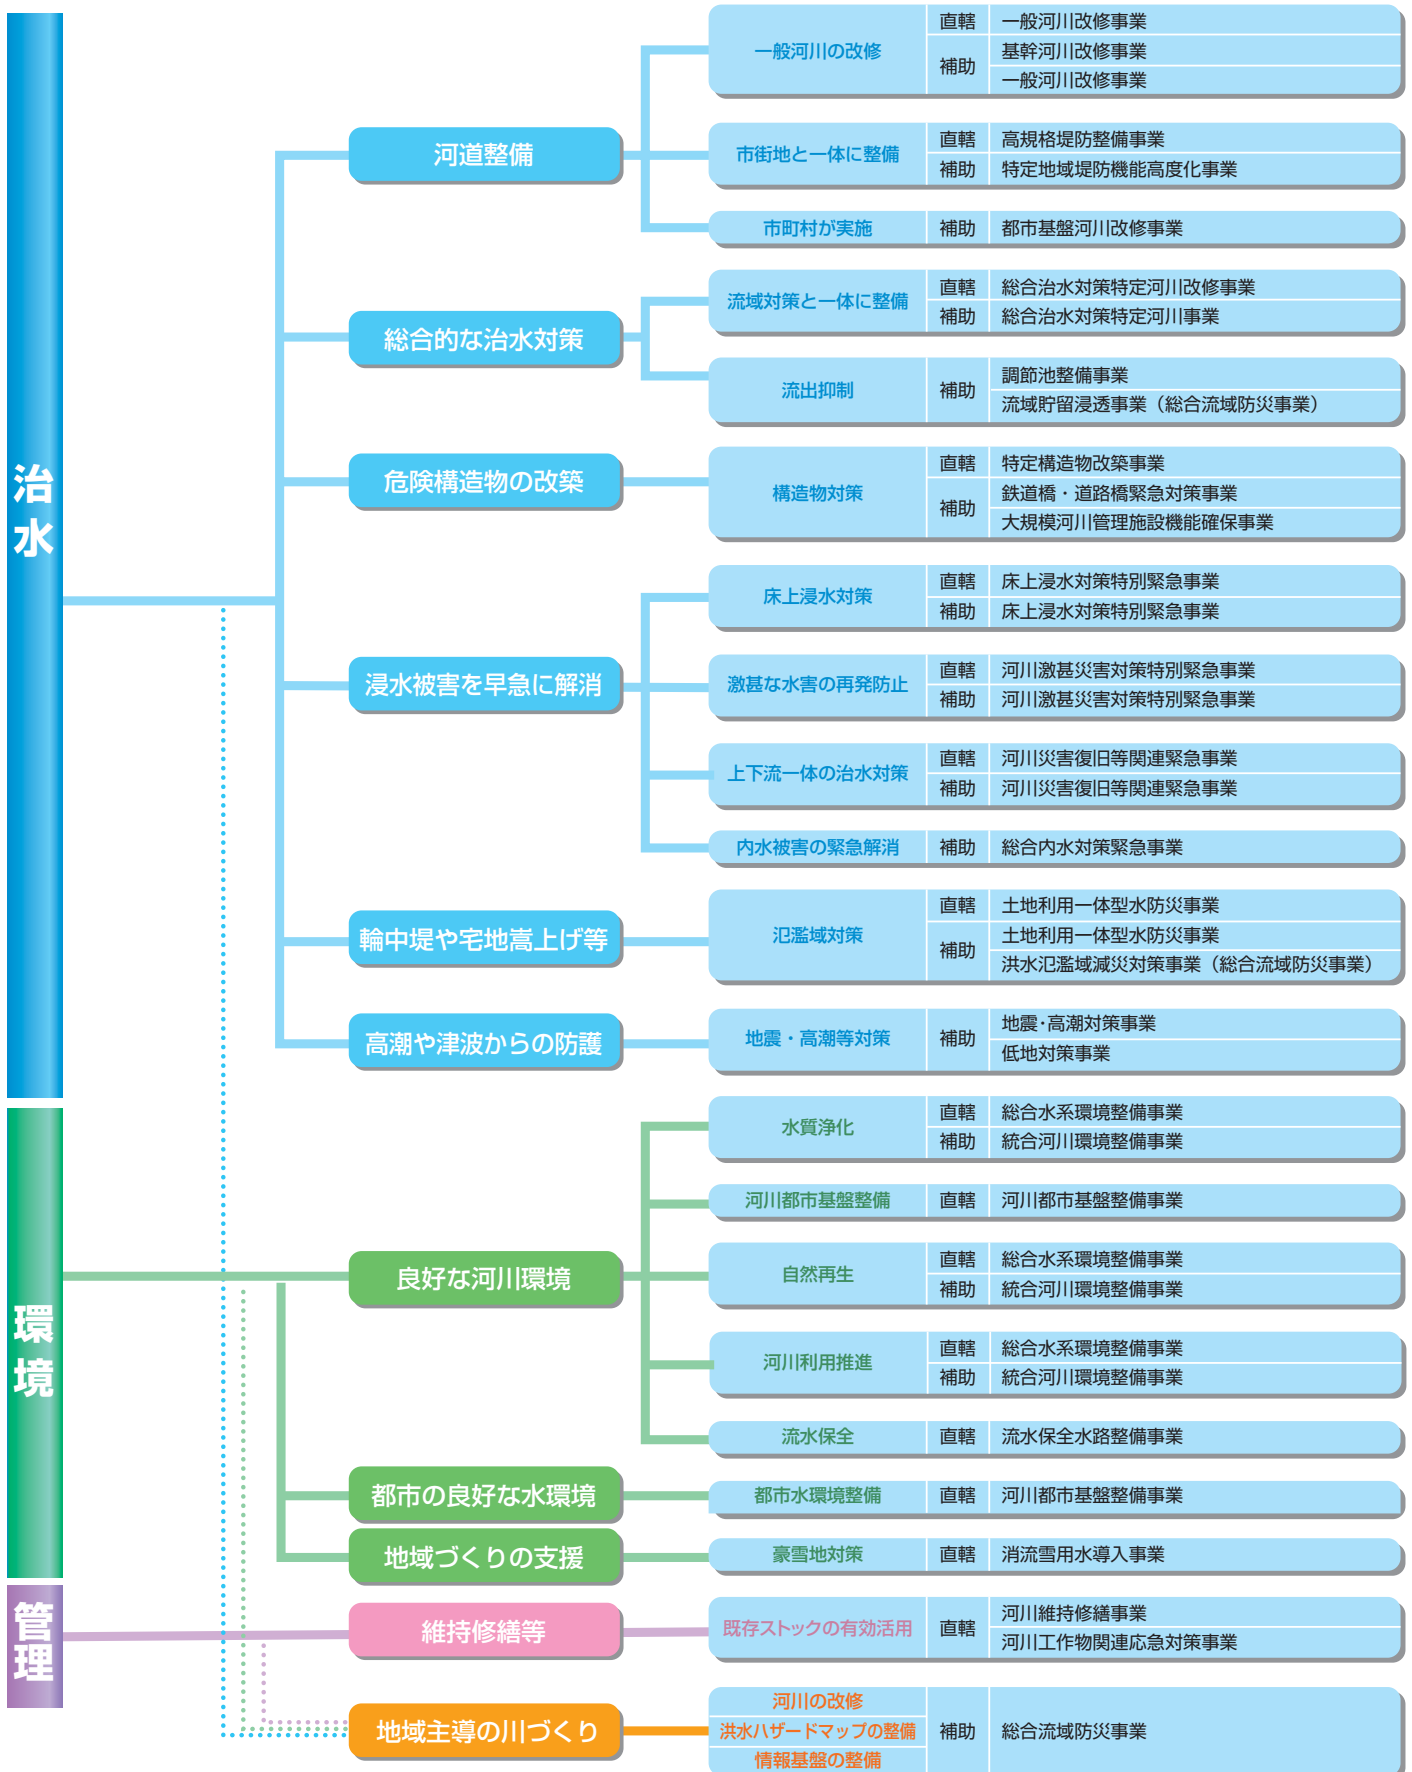 治水
河道整備
一般河川の改修
直轄
一般河川改修事業
補助
基幹河川改修事業
一般河川改修事業
市街地と一体に整備
直轄
高規格堤防整備事業
補助
特定地域堤防機能高度化事業
市町村が実施
補助
都市基盤河川改修事業
総合的な治水対策
流域対策と一体に整備
直轄
総合治水対策特定河川改修事業
補助
総合治水対策特定河川事業
流出抑制
補助
調節池整備事業
流域貯留浸透事業（総合流域防災事業）
危険構造物の改築
構造物対策
直轄
特定構造物改築事業
補助
鉄道橋・道路橋緊急対策事業
大規模河川管理施設機能確保事業
浸水被害を早急に解消
床上浸水対策
直轄
床上浸水対策特別緊急事業
補助
床上浸水対策特別緊急事業
激甚な水害の再発防止
直轄
河川激甚災害対策特別緊急事業
補助
河川激甚災害対策特別緊急事業
上下流一体の治水対策
直轄
河川災害復旧等関連緊急事業
補助
河川災害復旧等関連緊急事業
内水被害の緊急解消
補助
総合内水対策緊急事業
輪中堤や宅地嵩上げ等
氾濫域対策
直轄
土地利用一体型水防災事業
補助
土地利用一体型水防災事業
洪水氾濫域減災対策事業（総合流域防災事業）
高潮や津波からの防護
地震・高潮等対策
補助
地震・高潮対策事業
低地対策事業
環境
良好な河川環境
水質浄化
直轄
総合水系環境整備事業
補助
統合河川環境整備事業
河川都市基盤整備
直轄
河川都市基盤整備事業
自然再生
直轄
総合水系環境整備事業
補助
統合河川環境整備事業
河川利用推進
直轄
総合水系環境整備事業
補助
統合河川環境整備事業
流水保全
直轄
流水保全水路整備事業
都市の良好な水環境
都市水環境整備
直轄
河川都市基盤整備事業
地域づくりの支援
豪雪地対策
直轄
消流雪用水導入事業
管理
維持修繕等
既存ストックの有効活用
直轄
河川維持修繕事業
河川工作物関連応急対策事業
地域主導の川づくり
河川の改修
洪水ハザードマップの整備
情報基盤の整備
補助
総合流域防災事業